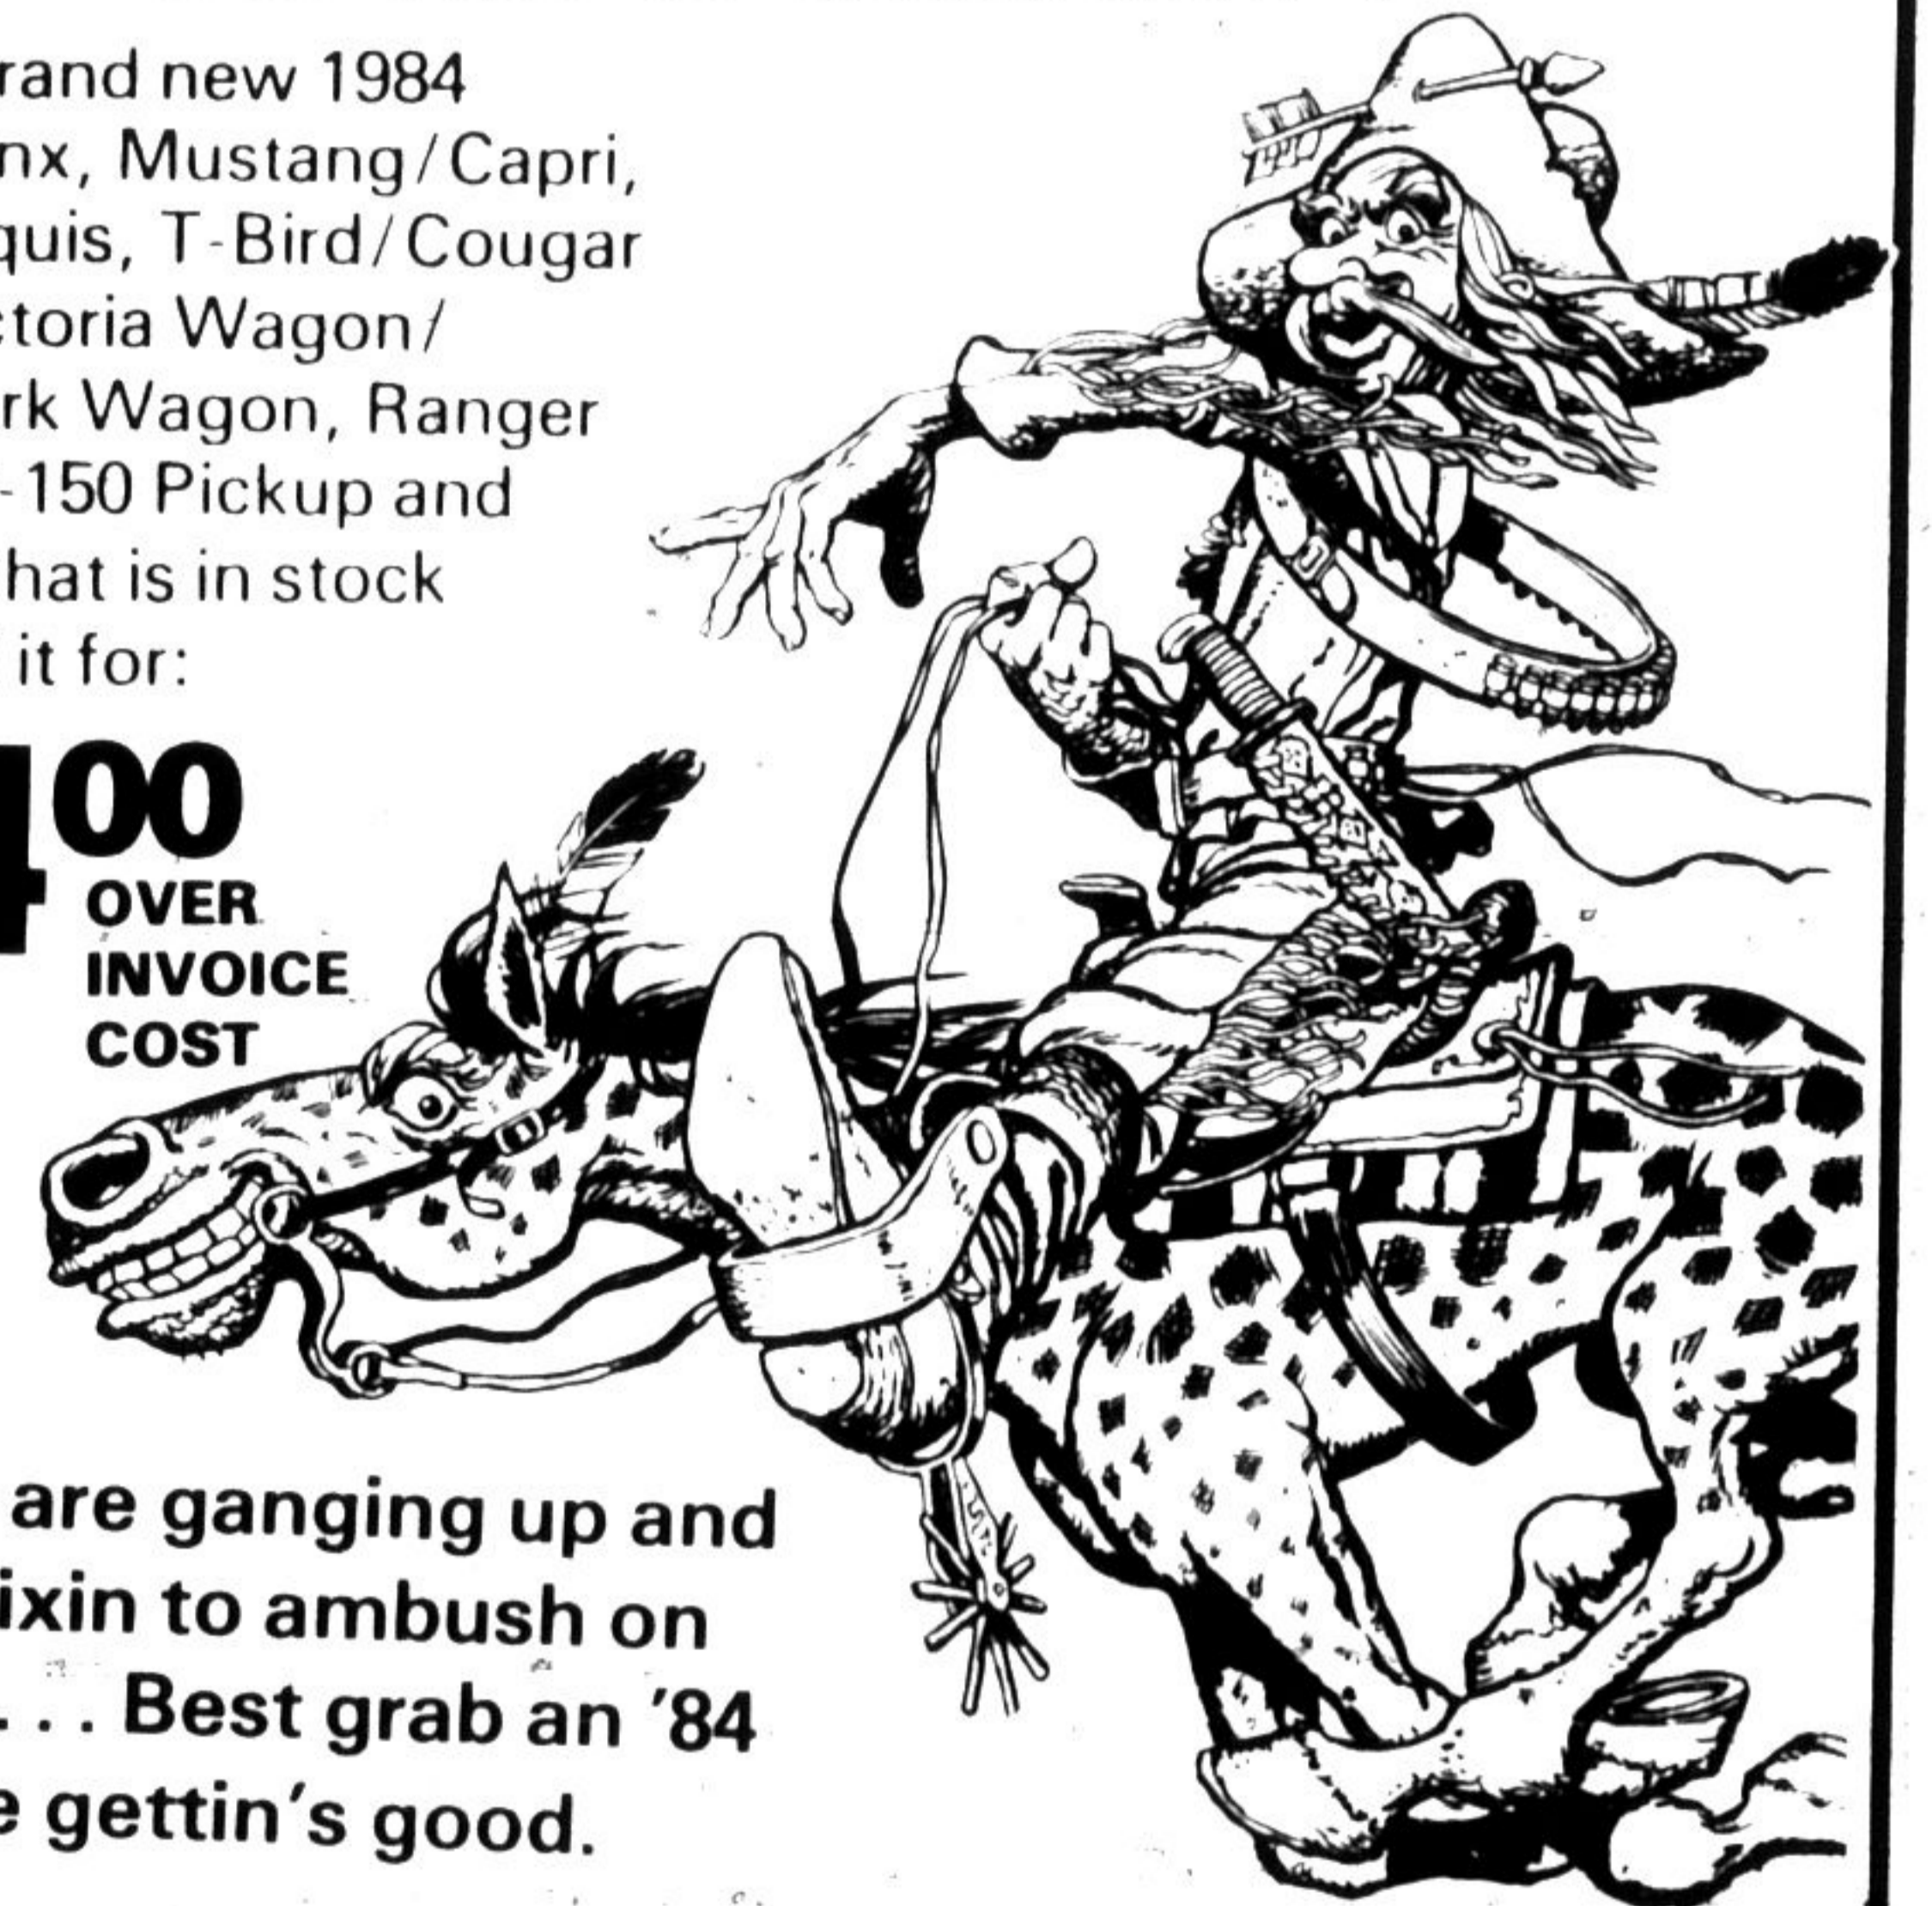 rand new 1984
nx, Mustang/Capri,
quis, T-Bird/Cougar
ctoria Wagon/
rk Wagon, Ranger
-150 Pickup and
hat is in stock
it for:
4 00
OVER
INVOICE
COST
are ganging up and
ixin to ambush on
. . . Best grab an '84
e gettin's good.